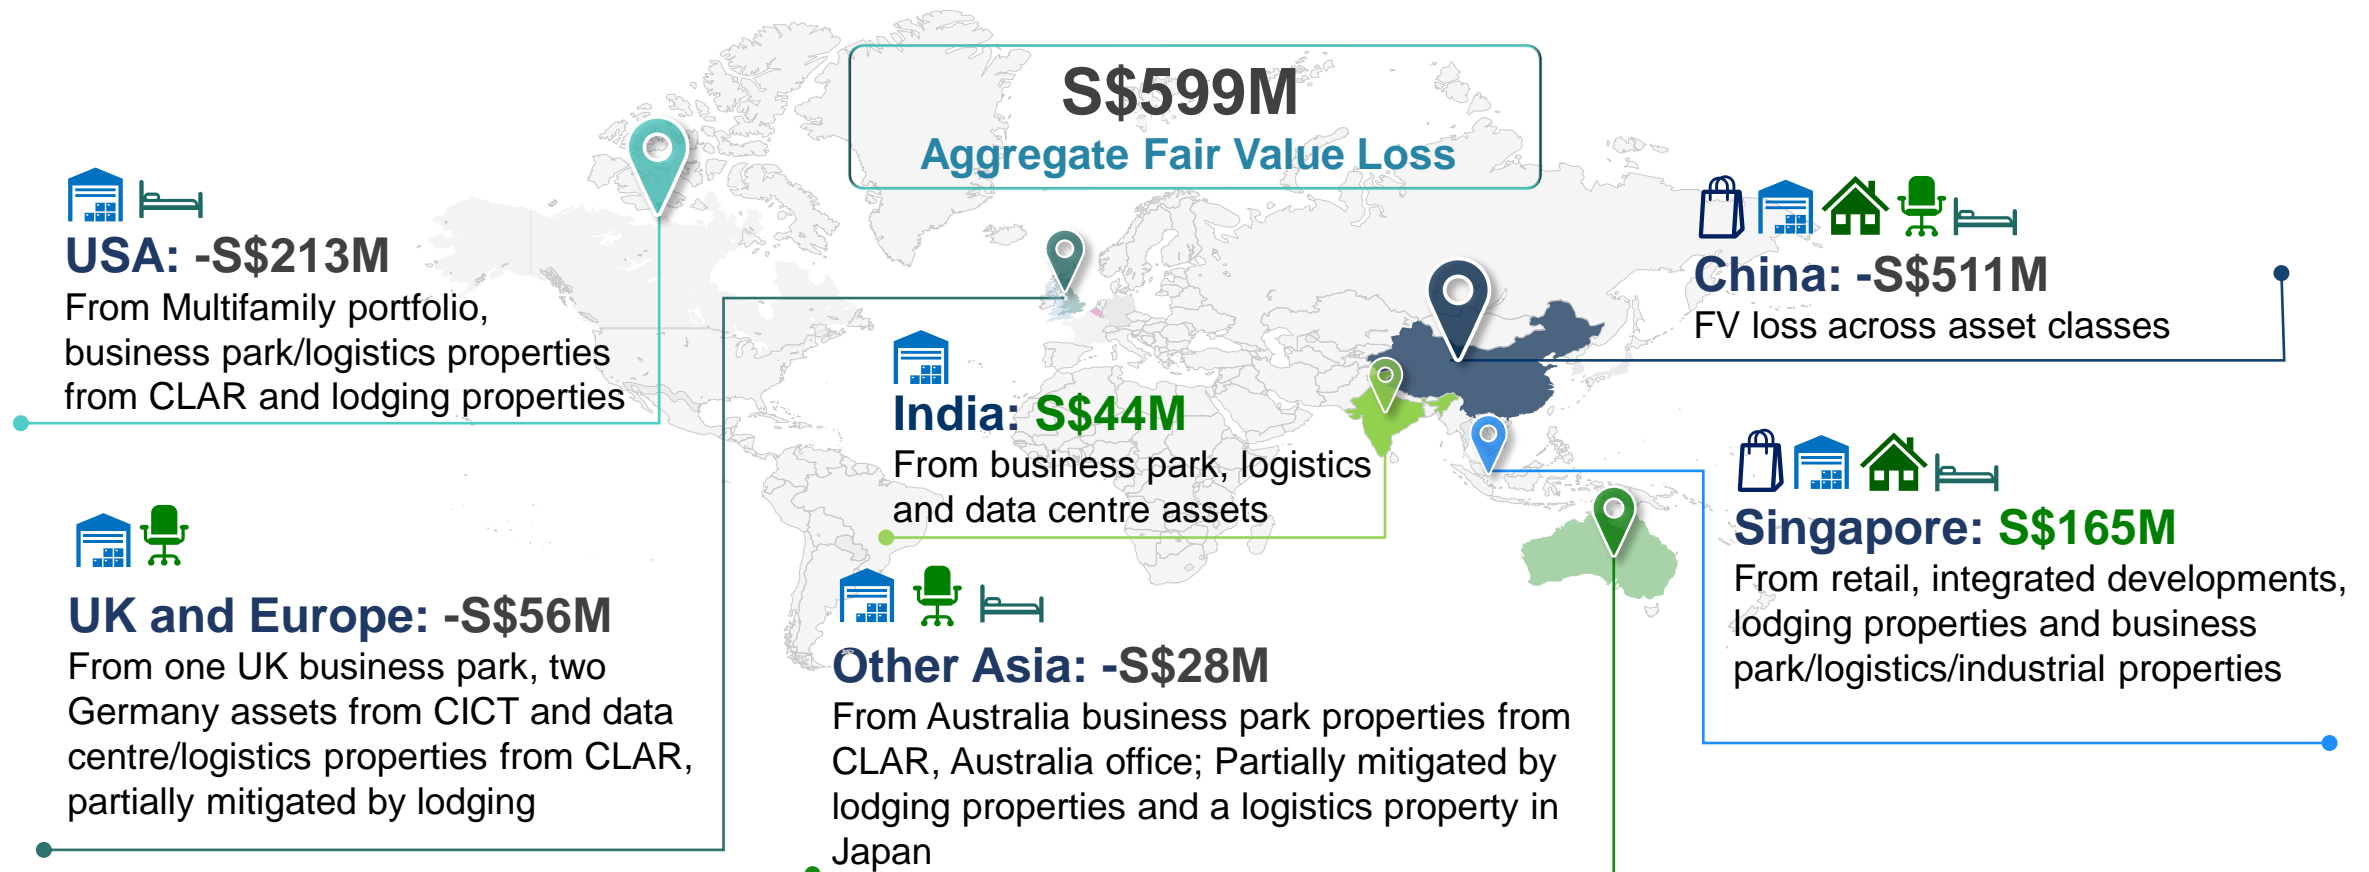 S$599M
Aggregate Fair Value Loss
USA: -S$213M
From Multifamily portfolio,
business park/logistics properties
from CLAR and lodging properties
China: -S$511M
FV loss across asset classes
India: S$44M
From business park, logistics
and data centre assets
Singapore: S$165M
From retail, integrated developments,
lodging properties and business
park/logistics/industrial properties
UK and Europe: -S$56M
From one UK business park, two
Germany assets from CICT and data
centre/logistics properties from CLAR,
partially mitigated by lodging
Other Asia: -S$28M
From Australia business park properties from
CLAR, Australia office; Partially mitigated by
lodging properties and a logistics property in
Japan